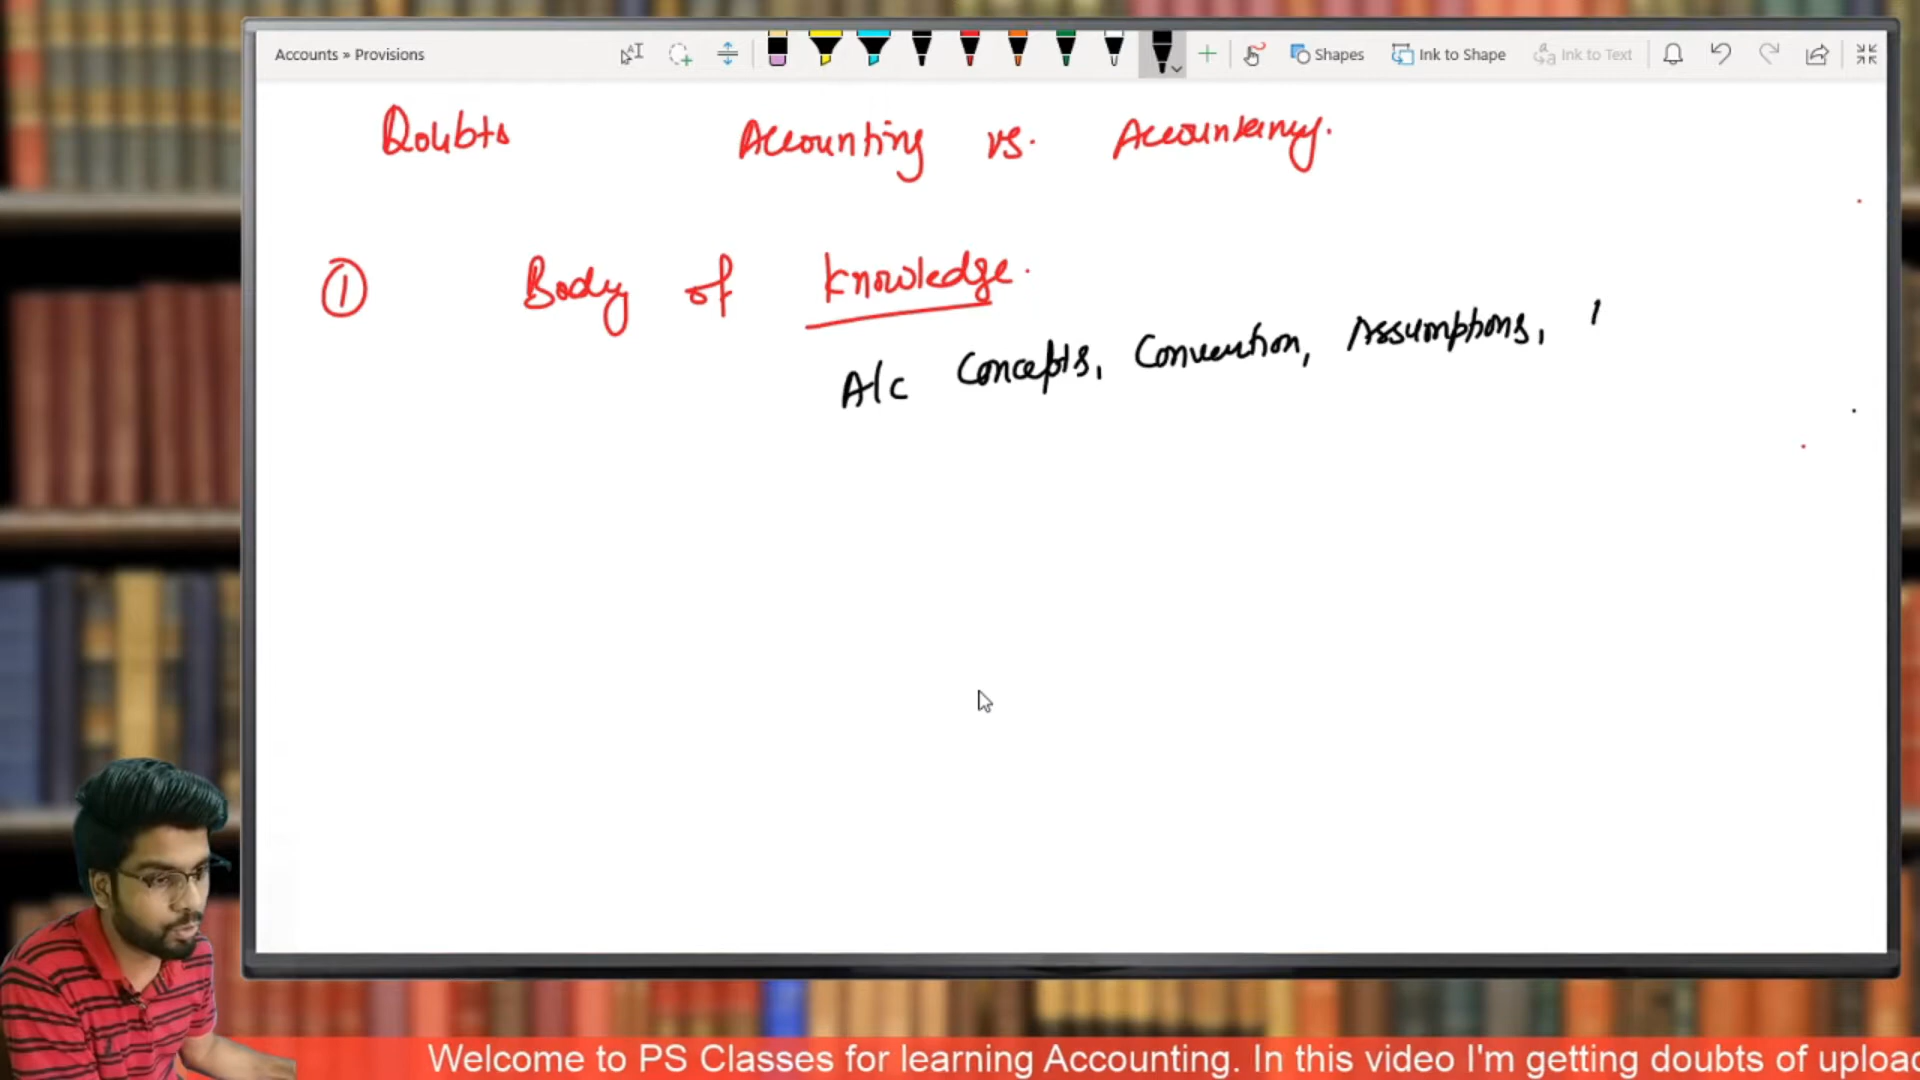 Accounts » Provisions
Shapes
Ink to Shape
Ink to Text
Doubts Accounting vs. Accountancy.
① Body of knowledge.
A/c Concepts, Convention, Assumptions,
Welcome to PS Classes for learning Accounting. In this video I'm getting doubts of uploa